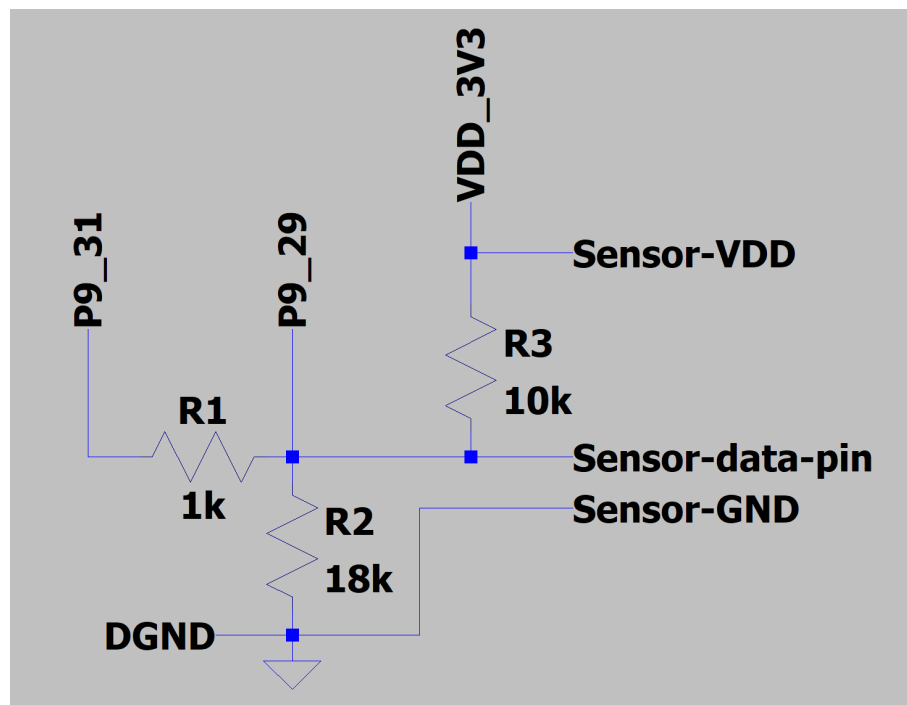 VDD_3V3
P9_31
P9_29
Sensor-VDD
R3
10k
R1
1k
Sensor-data-pin
Sensor-GND
R2
18k
DGND